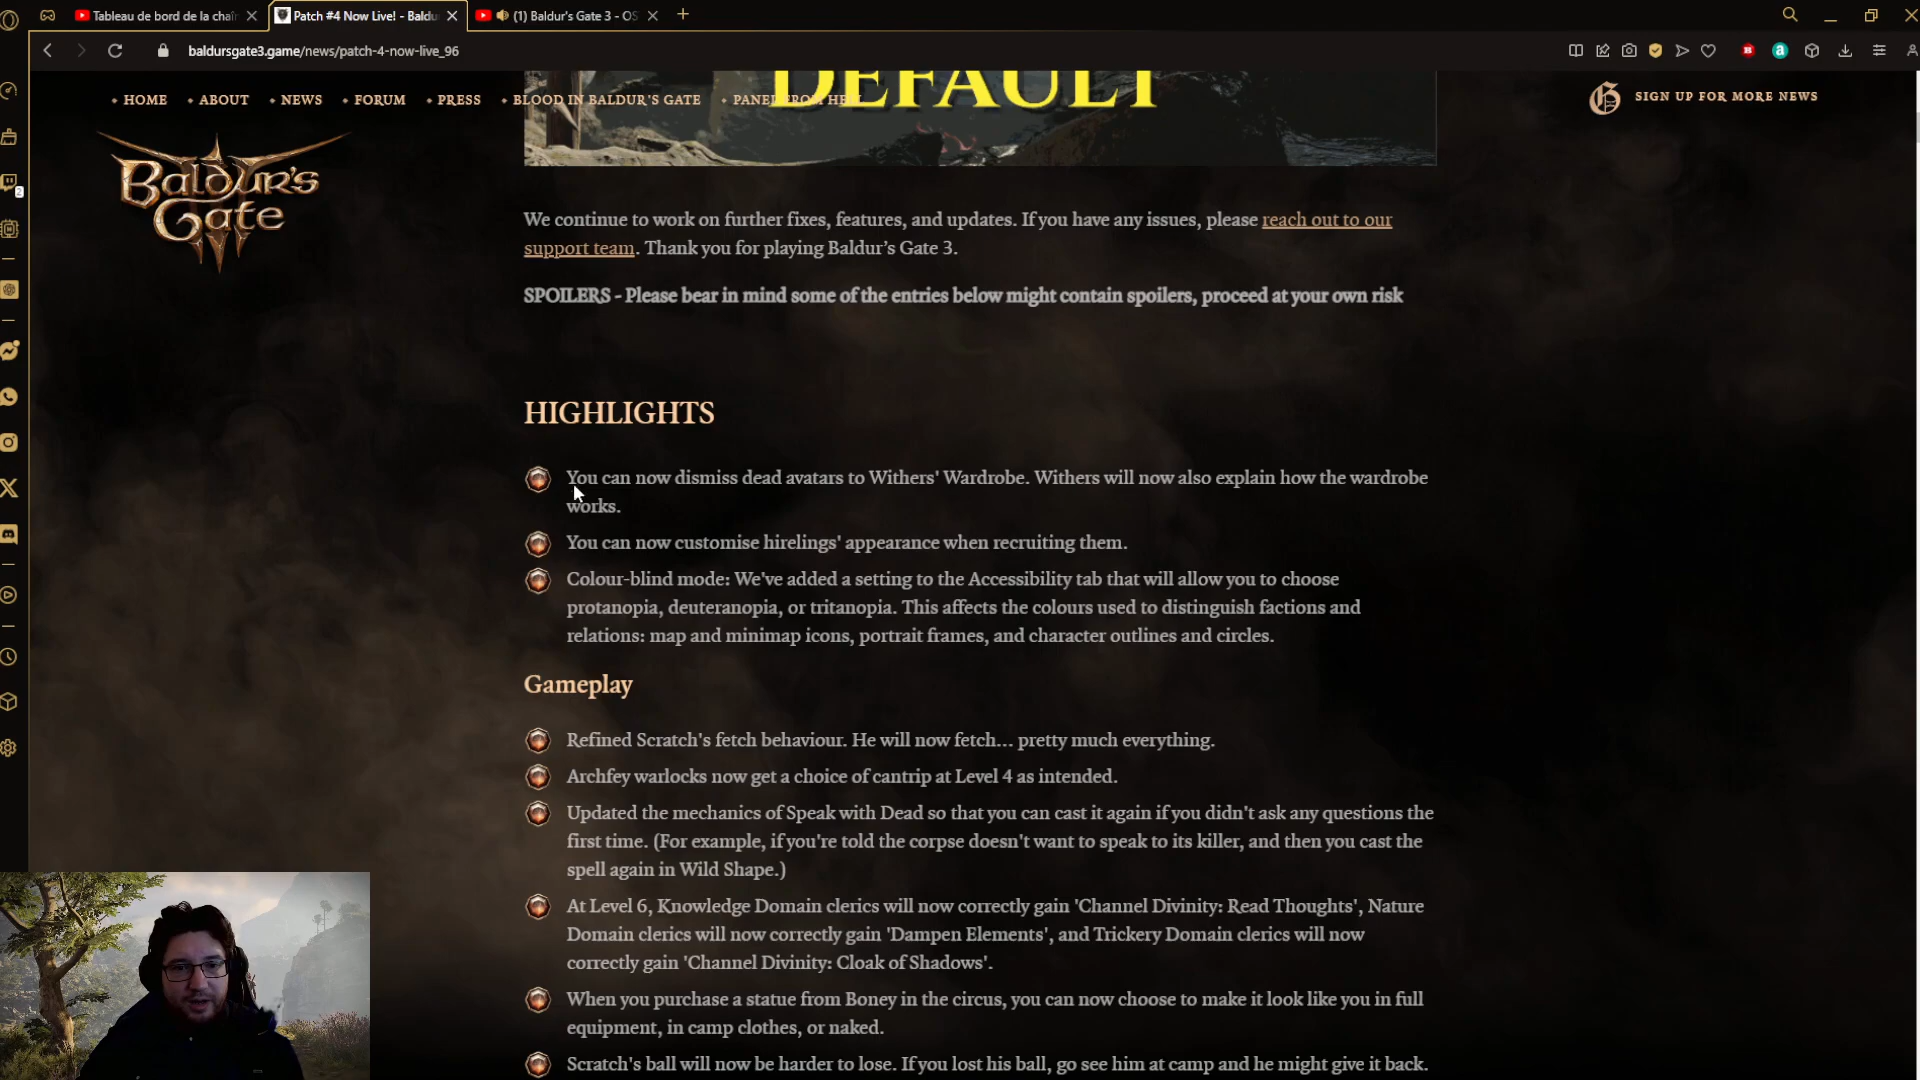 Tableau de bord de la chaîn
Patch #4 Now Live! - Baldu
(1) Baldur's Gate 3 - OS
baldursgate3.game/news/patch-4-now-live_96
DEFAULT
HOME
ABOUT
NEWS
FORUM
PRESS
BLOOD IN BALDUR'S GATE
PANEL FROM HELL
SIGN UP FOR MORE NEWS
Baldur's
Gate
2
We continue to work on further fixes, features, and updates. If you have any issues, please reach out to our
support team. Thank you for playing Baldur's Gate 3.
SPOILERS - Please bear in mind some of the entries below might contain spoilers, proceed at your own risk
HIGHLIGHTS
You can now dismiss dead avatars to Withers' Wardrobe. Withers will now also explain how the wardrobe
works.
You can now customise hirelings' appearance when recruiting them.
Colour-blind mode: We've added a setting to the Accessibility tab that will allow you to choose
protanopia, deuteranopia, or tritanopia. This affects the colours used to distinguish factions and
relations: map and minimap icons, portrait frames, and character outlines and circles.
Gameplay
Refined Scratch's fetch behaviour. He will now fetch... pretty much everything.
Archfey warlocks now get a choice of cantrip at Level 4 as intended.
Updated the mechanics of Speak with Dead so that you can cast it again if you didn't ask any questions the
first time. (For example, if you're told the corpse doesn't want to speak to its killer, and then you cast the
spell again in Wild Shape.)
At Level 6, Knowledge Domain clerics will now correctly gain 'Channel Divinity: Read Thoughts', Nature
Domain clerics will now correctly gain 'Dampen Elements', and Trickery Domain clerics will now
correctly gain 'Channel Divinity: Cloak of Shadows'.
When you purchase a statue from Boney in the circus, you can now choose to make it look like you in full
equipment, in camp clothes, or naked.
Scratch's ball will now be harder to lose. If you lost his ball, go see him at camp and he might give it back.